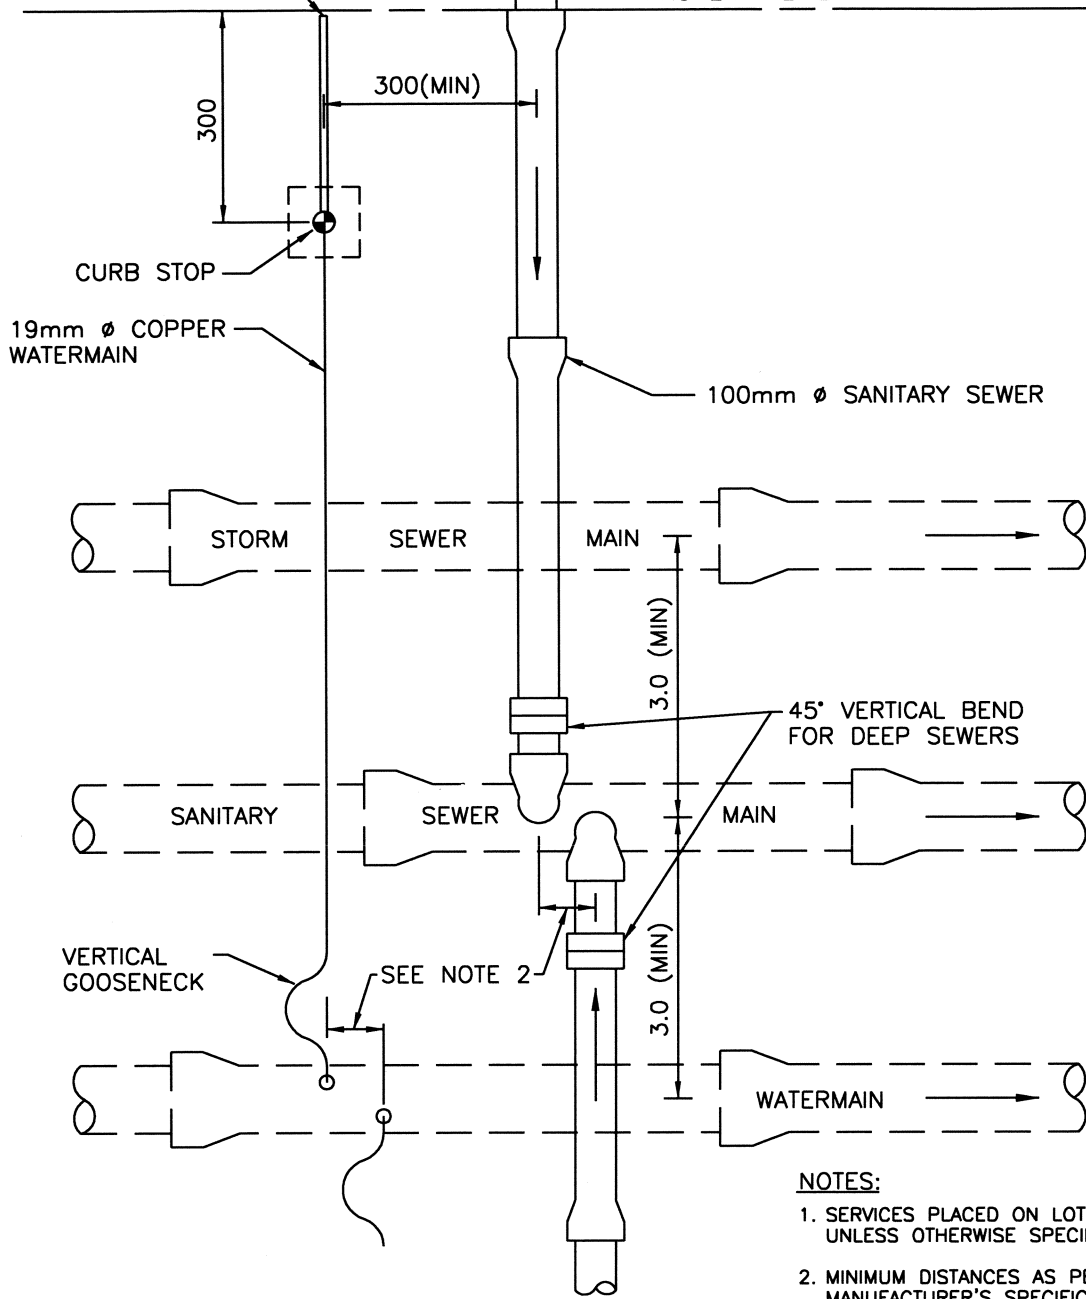 300(MIN)
300
CURB STOP
19mm ø COPPER
WATERMAIN
100mm ø SANITARY SEWER
STORM SEWER MAIN
3.0 (MIN)
45° VERTICAL BEND
FOR DEEP SEWERS
SANITARY SEWER MAIN
VERTICAL
GOOSENECK
SEE NOTE 2
3.0 (MIN)
WATERMAIN
NOTES:
1. SERVICES PLACED ON LOT
UNLESS OTHERWISE
2. MINIMUM DISTANCES AS
MANUFACTURER'S